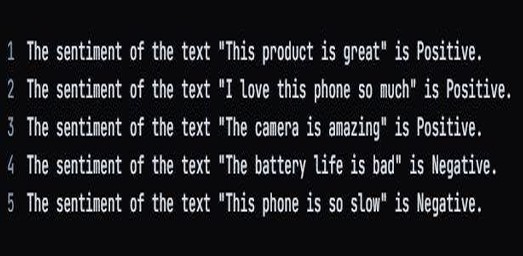 1 The sentiment of the text "This product is great" is Positive.
2 The sentiment of the text "I love this phone so much" is Positive.
3 The sentiment of the text "The camera is amazing" is Positive.
4 The sentiment of the text "The battery life is bad" is Negative.
5 The sentiment of the text "This phone is so slow" is Negative.